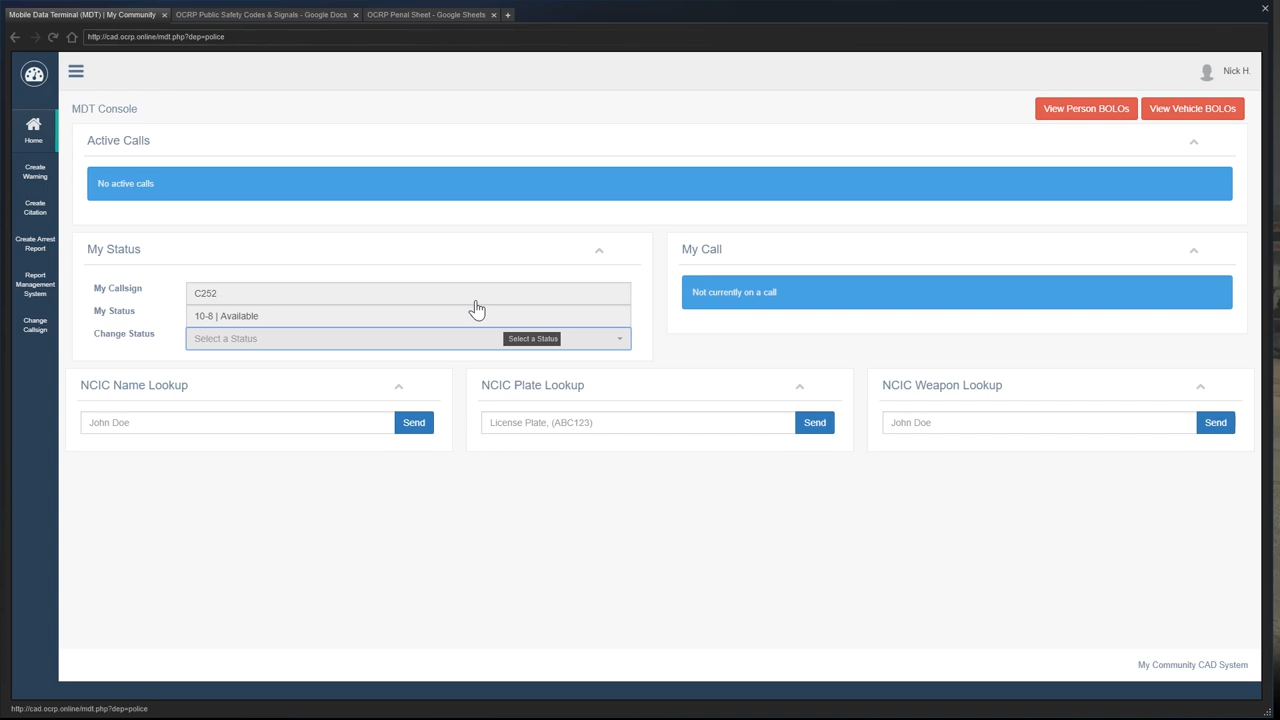 Mobile Data Terminal (MDT) | My Community
OCRP Public Safety Codes & Signals - Google Docs
OCRP Penal Sheet - Google Sheets
http://cad.ocrp.online/mdt.php?dep=police
Nick H.
Home
Create
Warning
Create
Citation
Create Arrest
Report
Report
Management
System
Change
Callsign
MDT Console
View Person BOLOs
View Vehicle BOLOs
Active Calls
No active calls
My Status
My Callsign
C252
My Status
10-8 | Available
Change Status
Select a Status
Select a Status
My Call
Not currently on a call
NCIC Name Lookup
John Doe
Send
NCIC Plate Lookup
License Plate, (ABC123)
Send
NCIC Weapon Lookup
John Doe
Send
My Community CAD System
http://cad.ocrp.online/mdt.php?dep=police